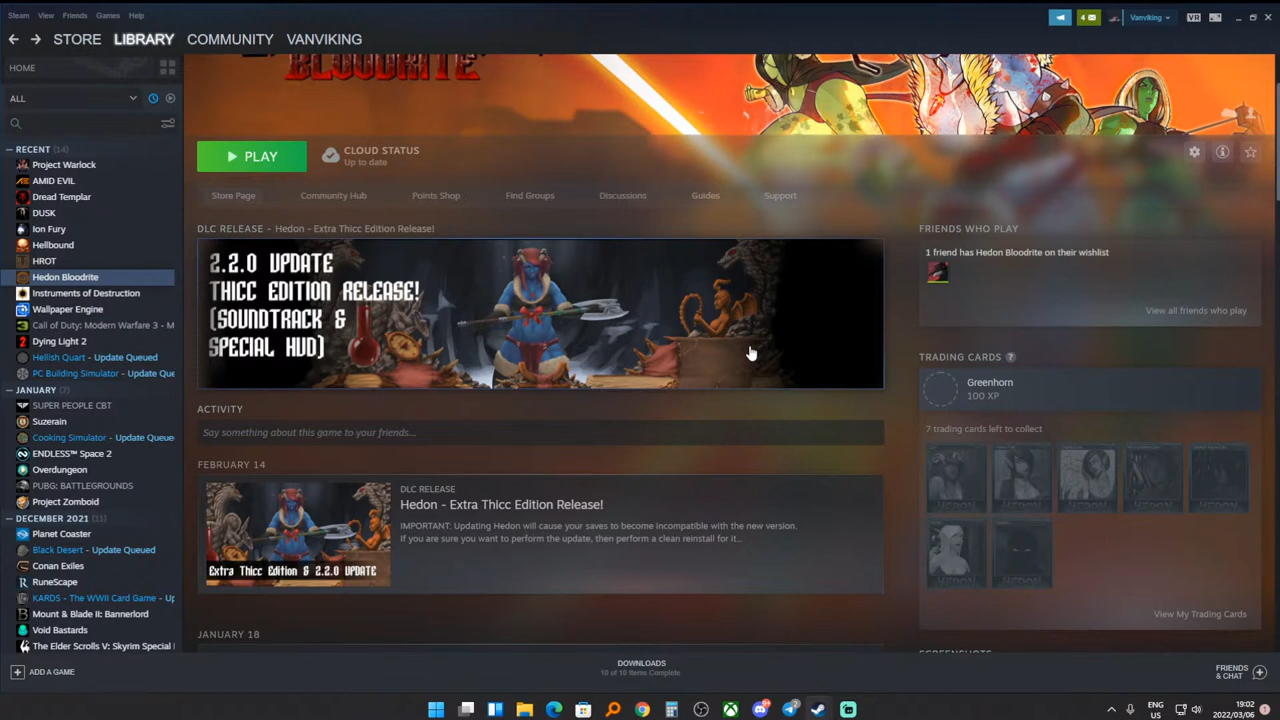 Steam View Friends Games Help
4
Vanviking
VR
STORE LIBRARY COMMUNITY VANVIKING
HOME
ALL
RECENT (14)
Project Warlock
AMID EVIL
Dread Templar
DUSK
Ion Fury
Hellbound
HROT
Hedon Bloodrite
Instruments of Destruction
Wallpaper Engine
Call of Duty: Modern Warfare 3 - M
Dying Light 2
Hellish Quart - Update Queued
PC Building Simulator - Update Que
JANUARY (7)
SUPER PEOPLE CBT
Suzerain
Cooking Simulator - Update Queued
ENDLESS™ Space 2
Overdungeon
PUBG: BATTLEGROUNDS
Project Zomboid
DECEMBER 2021 (11)
Planet Coaster
Black Desert - Update Queued
Conan Exiles
RuneScape
KARDS - The WWII Card Game - Up
Mount & Blade II: Bannerlord
Void Bastards
The Elder Scrolls V: Skyrim Special
ADD A GAME
BLOODRITE
PLAY
CLOUD STATUS
Up to date
Store Page Community Hub Points Shop Find Groups Discussions Guides Support
DLC RELEASE - Hedon - Extra Thicc Edition Release!
2.2.0 UPDATE
THICC EDITION RELEASE!
(SOUNDTRACK &
SPECIAL HUD)
ACTIVITY
Say something about this game to your friends...
FEBRUARY 14
Extra Thicc Edition & 2.2.0 UPDATE
DLC RELEASE
Hedon - Extra Thicc Edition Release!
IMPORTANT: Updating Hedon will cause your saves to become incompatible with the new version.
If you are sure you want to perform the update, then perform a clean reinstall for it...
JANUARY 18
FRIENDS WHO PLAY
1 friend has Hedon Bloodrite on their wishlist
View all friends who play
TRADING CARDS ?
Greenhorn
100 XP
7 trading cards left to collect
HEDON HEDON HEDON HEDON HEDON
HEDON HEDON
View My Trading Cards
SCREENSHOTS
DOWNLOADS
10 of 10 Items Complete
FRIENDS
& CHAT
ENG
ZA
19:02
2022/03/06